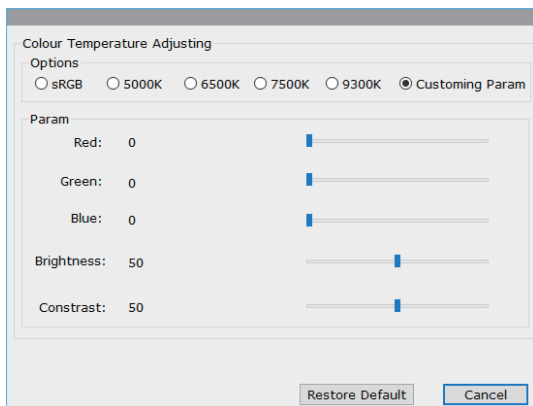 Colour Temperature Adjusting
Options
sRGB 5000K 6500K 7500K 9300K Customing Param
Param
Red: 0
Green: 0
Blue: 0
Brightness: 50
Constrast: 50
Restore Default Cancel